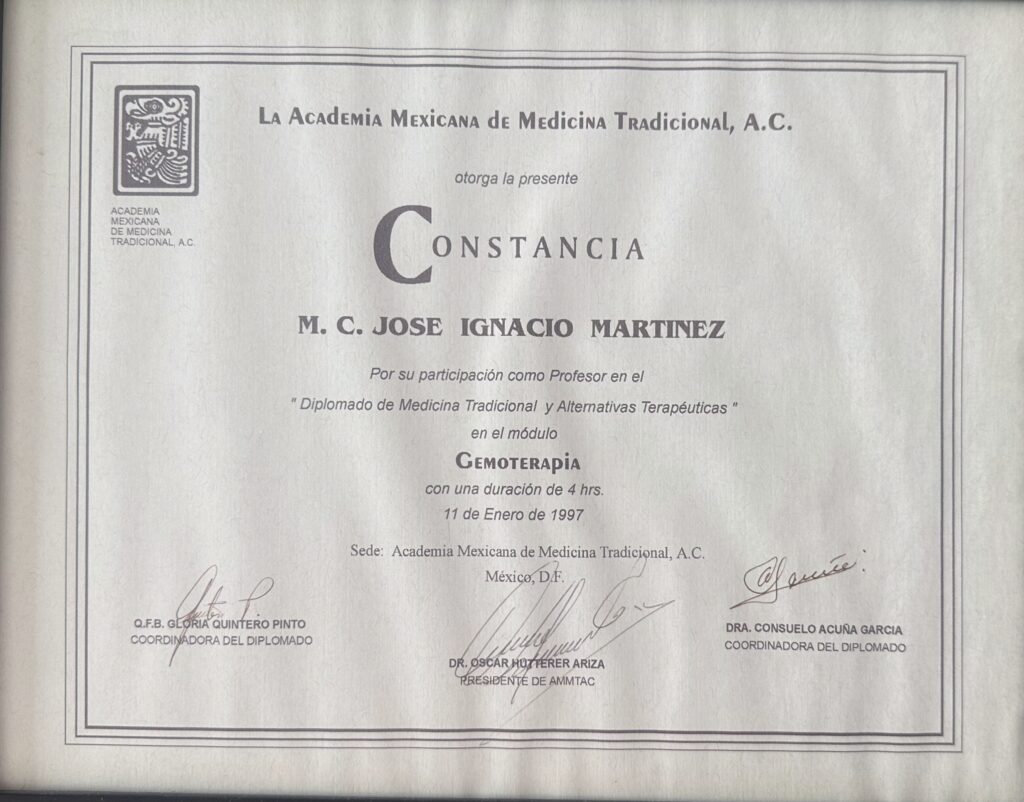 La Academia Mexicana de Medicina Tradicional, A.C.
ACADEMIA
MEXICANA
DE MEDICINA
TRADICIONAL, A.C.
otorga la presente
CONSTANCIA
M. C. JOSE IGNACIO MARTINEZ
Por su participación como Profesor en el
" Diplomado de Medicina Tradicional y Alternativas Terapéuticas "
en el módulo
Gemoterapia
con una duración de 4 hrs.
11 de Enero de 1997
Sede: Academia Mexicana de Medicina Tradicional, A.C.
México, D.F.
Q.F.B. GLORIA QUINTERO PINTO
COORDINADORA DEL DIPLOMADO
DR. OSCAR HUTTERER ARIZA
PRESIDENTE DE AMMTAC
DRA. CONSUELO ACUÑA GARCIA
COORDINADORA DEL DIPLOMADO